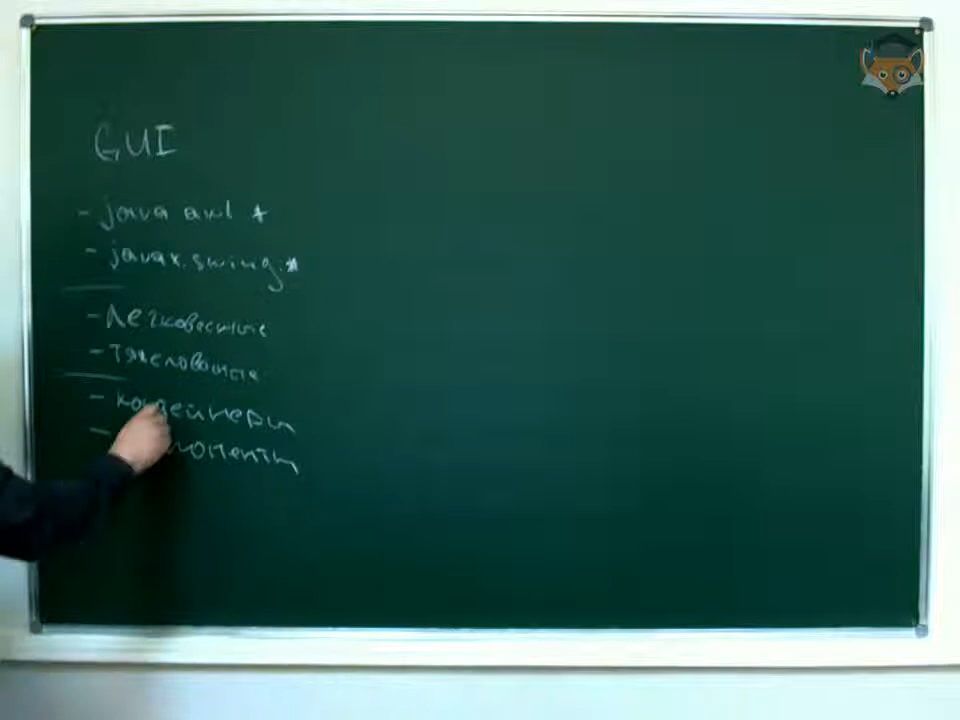 GUI
- java awt *
- javax.swing.*
- Легковесные
- Тяжеловесные
- контейнеры
-